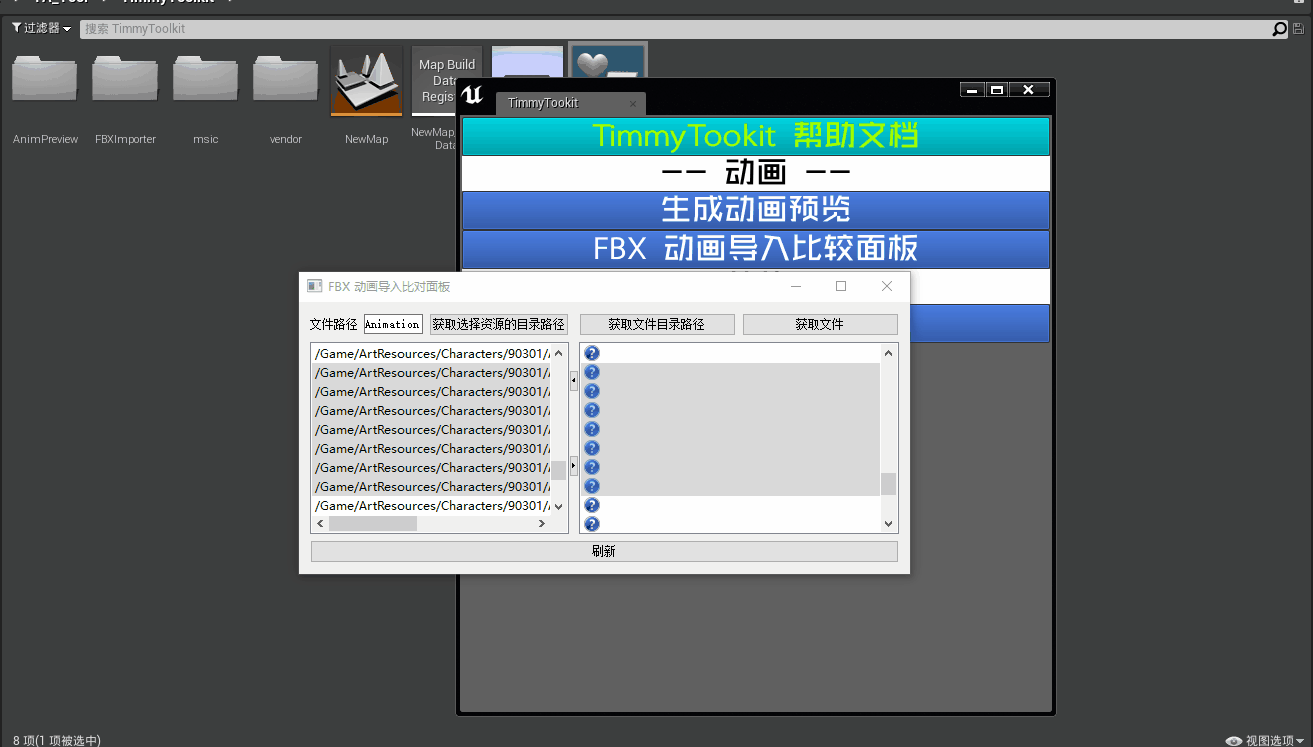 TimmyToolkit
过滤器
搜索 TimmyToolkit
Map Build
Data
Regis
AnimPreview
FBXImporter
msic
vendor
NewMap
NewMap
Data
TimmyTookit
TimmyTookit 帮助文档
-- 动画 --
生成动画预览
FBX 动画导入比较面板
FBX 动画导入比对面板
文件路径
Animation
获取选择资源的目录路径
获取文件目录路径
获取文件
/Game/ArtResources/Characters/90301/
/Game/ArtResources/Characters/90301/
/Game/ArtResources/Characters/90301/
/Game/ArtResources/Characters/90301/
/Game/ArtResources/Characters/90301/
/Game/ArtResources/Characters/90301/
/Game/ArtResources/Characters/90301/
/Game/ArtResources/Characters/90301/
/Game/ArtResources/Characters/90301/
刷新
8 项(1 项被选中)
视图选项